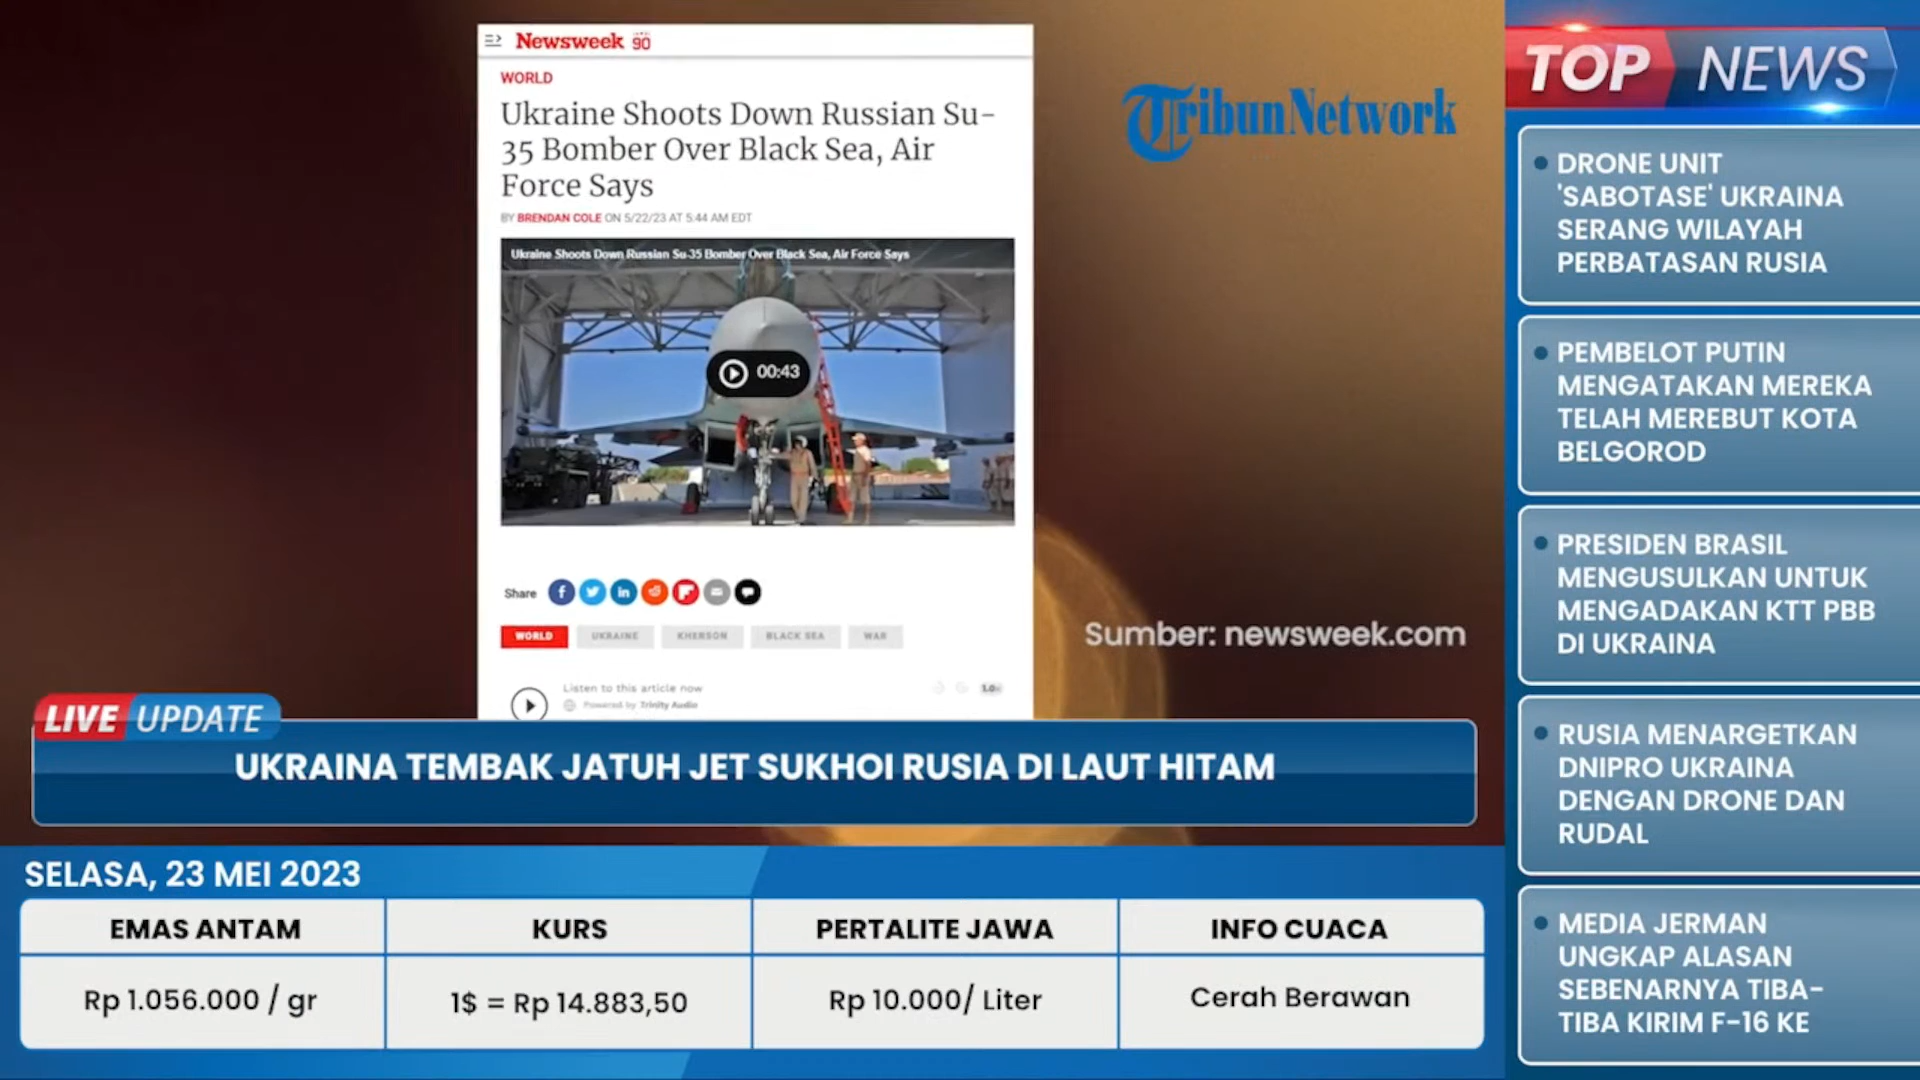 Newsweek 90
WORLD
Ukraine Shoots Down Russian Su-
35 Bomber Over Black Sea, Air
Force Says
BY BRENDAN COLE ON 5/22/23 AT 5:44 AM EDT
Ukraine Shoots Down Russian Su-35 Bomber Over Black Sea, Air Force Says
00:43
Share
WORLD UKRAINE KHERSON BLACK SEA WAR
Listen to this article now
1.0x
Powered by Trinity Audio
TribunNetwork
Sumber: newsweek.com
LIVE UPDATE
UKRAINA TEMBAK JATUH JET SUKHOI RUSIA DI LAUT HITAM
SELASA, 23 MEI 2023
EMAS ANTAM KURS PERTALITE JAWA INFO CUACA
Rp 1.056.000 / gr 1$ = Rp 14.883,50 Rp 10.000/ Liter Cerah Berawan
TOP NEWS
DRONE UNIT
'SABOTASE' UKRAINA
SERANG WILAYAH
PERBATASAN RUSIA
PEMBELOT PUTIN
MENGATAKAN MEREKA
TELAH MEREBUT KOTA
BELGOROD
PRESIDEN BRASIL
MENGUSULKAN UNTUK
MENGADAKAN KTT PBB
DI UKRAINA
RUSIA MENARGETKAN
DNIPRO UKRAINA
DENGAN DRONE DAN
RUDAL
MEDIA JERMAN
UNGKAP ALASAN
SEBENARNYA TIBA-
TIBA KIRIM F-16 KE